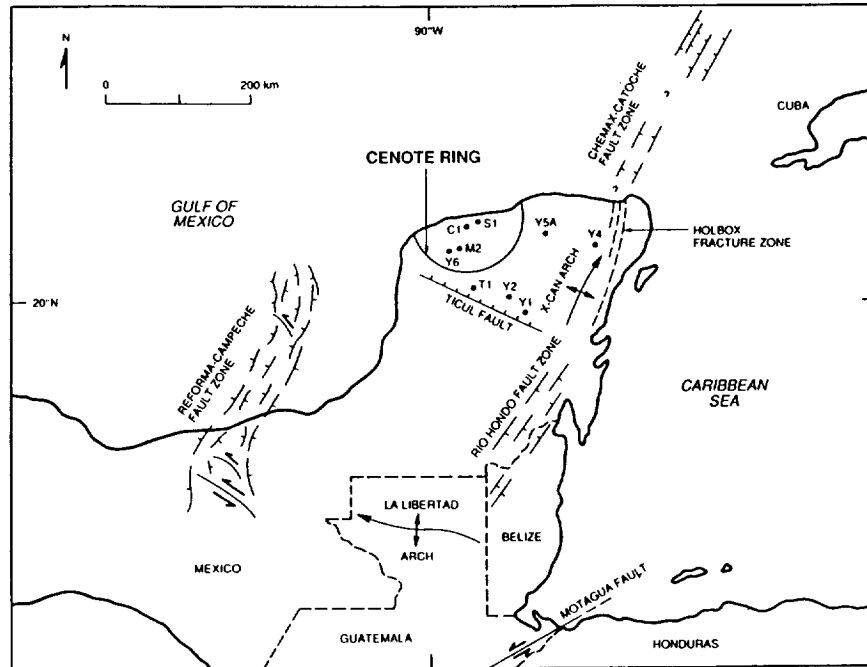 90°W
N
0
200 km
CHEMAX-CATOCHE
FAULT ZONE
?
CUBA
CENOTE RING
GULF OF
MEXICO
?
C1
S1
Y5A
Y4
M2
Y6
HOLBOX
FRACTURE ZONE
20°N
T1
Y2
Y1
X-CAN ARCH
TICUL FAULT
REFORMA-CAMPECHE
FAULT ZONE
RIO HONDO FAULT ZONE
CARIBBEAN
SEA
LA LIBERTAD
ARCH
BELIZE
MEXICO
MOTAGUA FAULT
GUATEMALA
HONDURAS